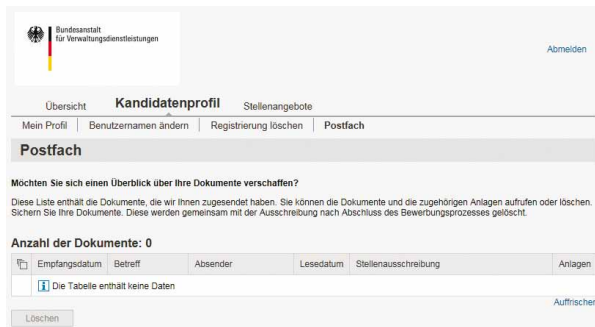 Bundesanstalt
für Verwaltungsdienstleistungen
Abmelden
Übersicht Kandidatenprofil Stellenangebote
Mein Profil Benutzernamen ändern Registrierung löschen Postfach
Postfach
Möchten Sie sich einen Überblick über Ihre Dokumente verschaffen?
Diese Liste enthält die Dokumente, die wir Ihnen zugesendet haben. Sie können die Dokumente und die zugehörigen Anlagen aufrufen oder löschen.
Sichern Sie Ihre Dokumente. Diese werden gemeinsam mit der Ausschreibung nach Abschluss des Bewerbungsprozesses gelöscht.
Anzahl der Dokumente: 0
Empfangsdatum Betreff Absender Lesedatum Stellenausschreibung Anlagen
Die Tabelle enthält keine Daten
Auffrischen
Löschen